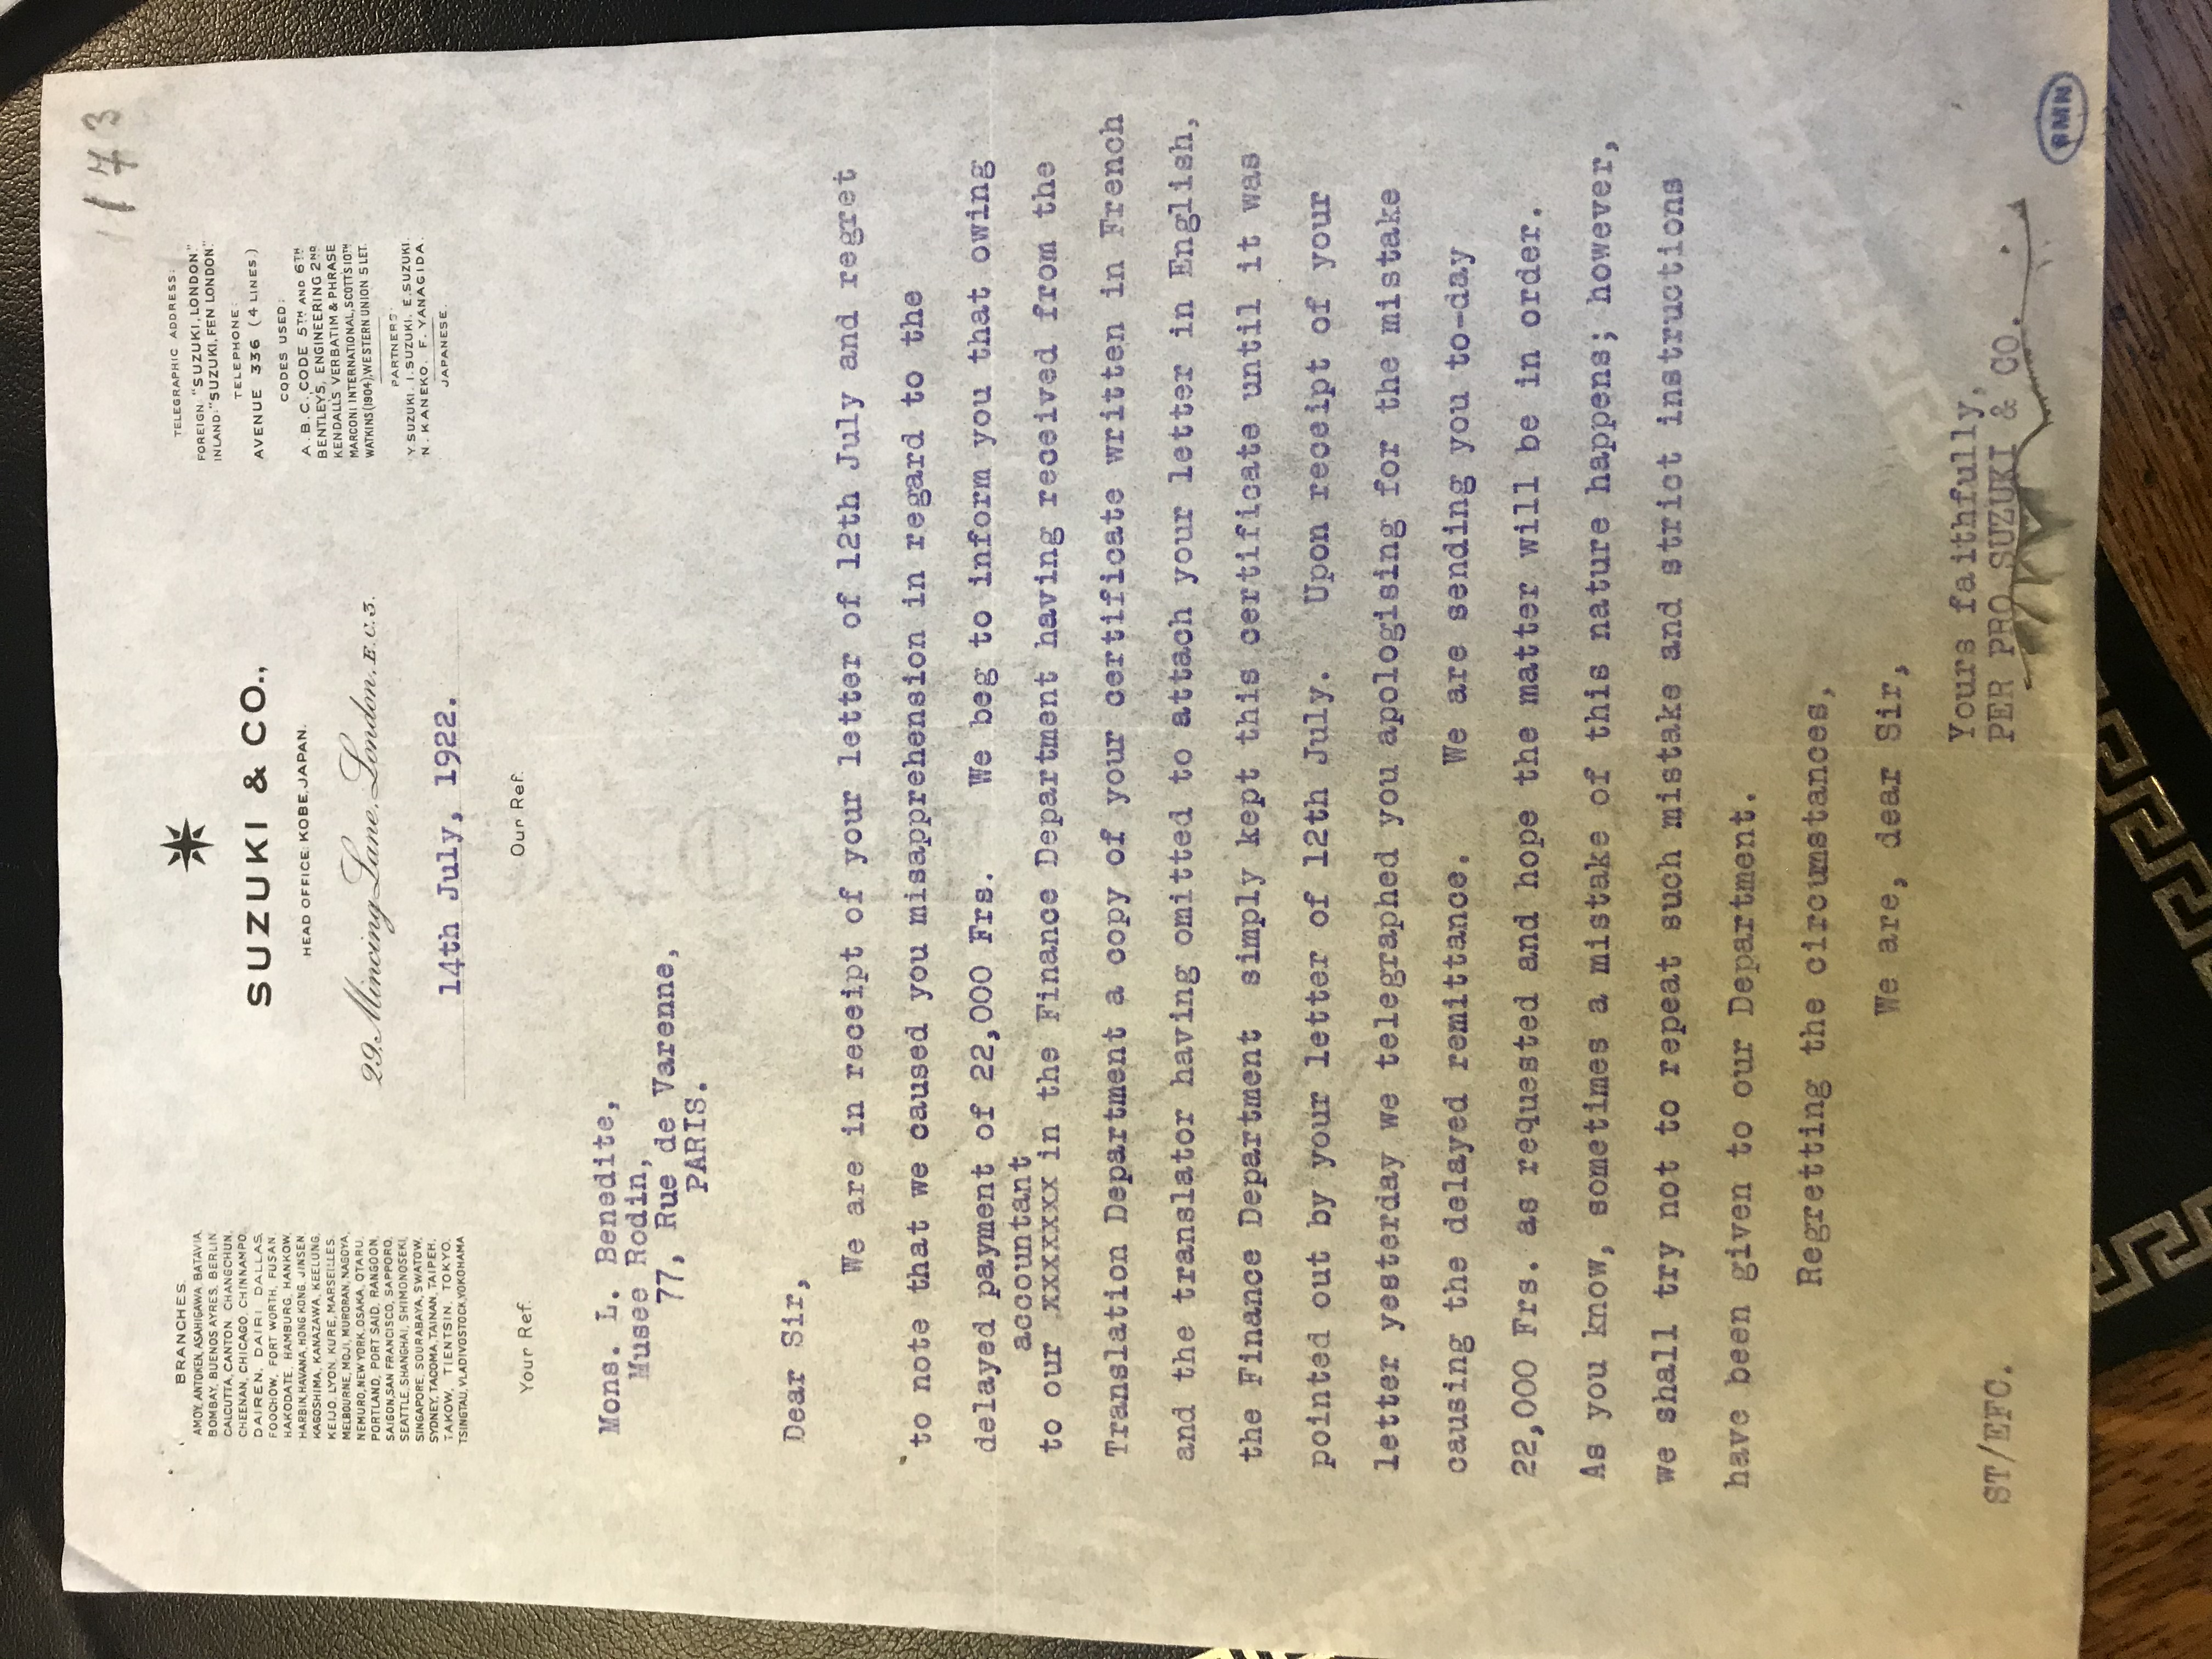 1173
BRANCHES.
AMOY, ANTOKEN, ASAHIGAWA, BATAVIA,
BOMBAY, BUENOS AYRES, BERLIN.
CALCUTTA, CANTON, CHANGCHUN,
CHEENAN, CHICAGO, CHINNAMPO.
DAIREN, DAIRI, DALLAS,
FOOCHOW, FORT WORTH, FUSAN,
HAKODATE, HAMBURG, HANKOW,
HARBIN, HAVANA, HONG KONG, JINSEN,
KAGOSHIMA, KANAZAWA, KEELUNG,
KEIJO, LYON, KURE, MARSEILLES.
MELBOURNE, MOJI, MURORAN, NAGOYA,
NEMURO, NEW YORK, OSAKA, OTARU,
PORTLAND, PORT SAID, RANGOON,
SAIGON, SAN FRANCISCO, SAPPORO,
SEATTLE, SHANGHAI, SHIMONOSEKI,
SINGAPORE, SOURABAYA, SWATOW,
SYDNEY, TACOMA, TAINAN, TAIPEH,
TAKOW, TIENTSIN, TOKYO,
TSINGTAU, VLADIVOSTOCK, YOKOHAMA
SUZUKI & CO.,
HEAD OFFICE: KOBE, JAPAN.
29, Mincing Lane, London. E.C.3.
14th July, 1922.
TELEGRAPHIC ADDRESS:
FOREIGN: "SUZUKI, LONDON."
INLAND: "SUZUKI, FEN LONDON."
TELEPHONE:
AVENUE 336 (4 LINES)
CODES USED:
A.B.C. CODE 5TH AND 6TH
BENTLEY'S, ENGINEERING 2ND
KENDALL'S VERBATIM & PHRASE
MARCONI INTERNATIONAL, SCOTTS 10TH
WATKINS (1904), WESTERN UNION 5 LET.
PARTNERS:
Y. SUZUKI. I. SUZUKI. E. SUZUKI.
N. KANEKO. F. YANAGIDA.
JAPANESE.
Your Ref.
Our Ref.
Mons. L. Benedite,
Musee Rodin,
77, Rue de Varenne,
PARIS.
Dear Sir,
We are in receipt of your letter of 12th July and regret
to note that we caused you misapprehension in regard to the
delayed payment of 22,000 Frs. We beg to inform you that owing
accountant
to our xxxxxxx in the Finance Department having received from the
Translation Department a copy of your certificate written in French
and the translator having omitted to attach your letter in English,
the Finance Department simply kept this certificate until it was
pointed out by your letter of 12th July. Upon receipt of your
letter yesterday we telegraphed you apologising for the mistake
causing the delayed remittance. We are sending you to-day
22,000 Frs. as requested and hope the matter will be in order.
As you know, sometimes a mistake of this nature happens; however,
we shall try not to repeat such mistake and strict instructions
have been given to our Department.
Regretting the circumstances,
We are, dear Sir,
Yours faithfully,
PER PRO SUZUKI & CO.
ST/EFC.
RMN